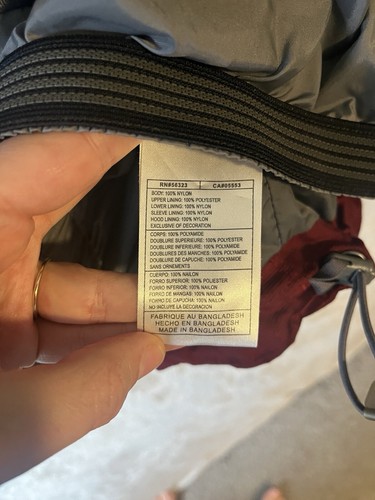 RN#56323 CA#05593
BODY: 100% NYLON
UPPER LINING: 100% POLYESTER
LOWER LINING: 100% NYLON
SLEEVE LINING: 100% NYLON
HOOD LINING: 100% NYLON
EXCLUSIVE OF DECORATION
CORPS: 100% POLYAMIDE
DOUBLURE SUPERIEURE: 100% POLYESTER
DOUBLURE INFERIEURE: 100% POLYAMIDE
DOUBLURE DES MANCHES: 100% POLYAMIDE
DOUBLURE DE CAPUCHE: 100% POLYAMIDE
SANS ORNEMENTS
CUERPO: 100% NAILON
FORRO SUPERIOR: 100% POLIESTER
FORRO INFERIOR: 100% NAILON
FORRO DE MANGAS: 100% NAILON
FORRO DE CAPUCHA: 100% NAILON
NO INCLUYE LA DECORACION
FABRIQUE AU BANGLADESH
HECHO EN BANGLADESH
MADE IN BANGLADESH